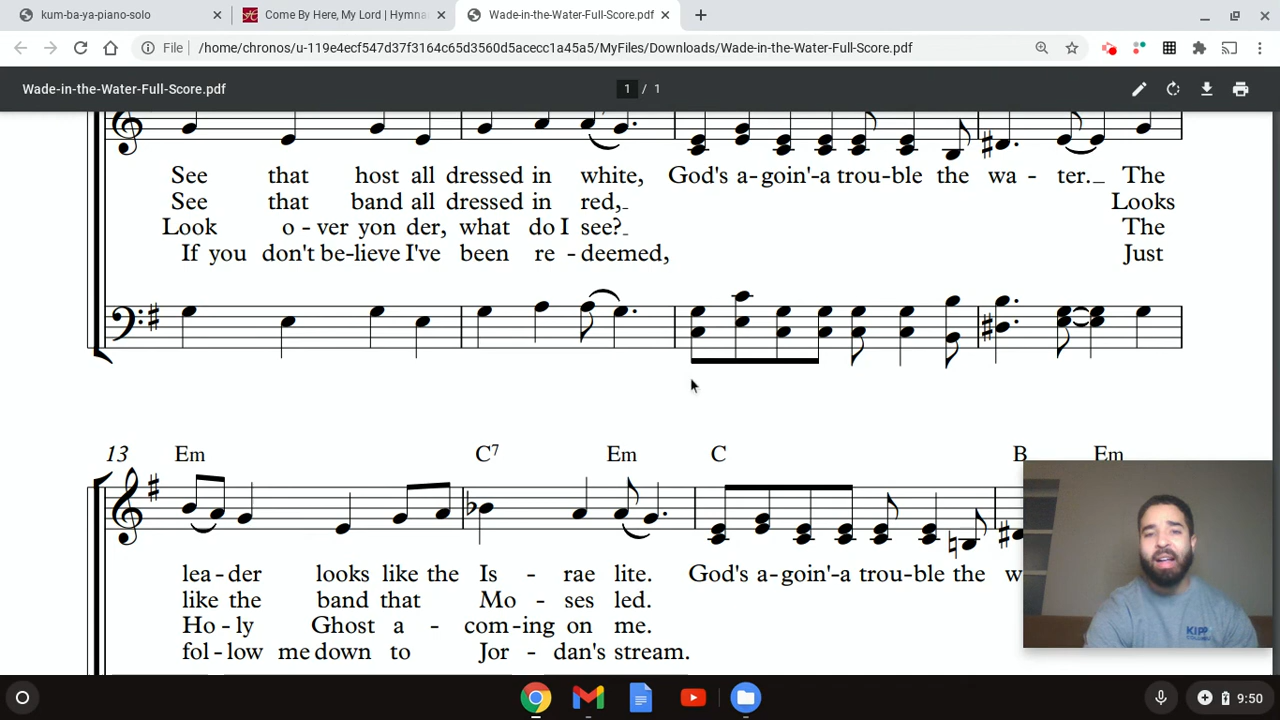 kum-ba-ya-piano-solo
Come By Here, My Lord | Hymna
Wade-in-the-Water-Full-Score.pdf
File
/home/chronos/u-119e4ecf547d37f3164c65d3560d5acecc1a45a5/MyFiles/Downloads/Wade-in-the-Water-Full-Score.pdf
Wade-in-the-Water-Full-Score.pdf
1 / 1
See that host all dressed in white, God's a-goin'-a trou-ble the wa - ter._ The
See that band all dressed in red,_ Looks
Look o - ver yon der, what do I see?_ The
If you don't be-lieve I've been re - deemed, Just
13 Em C7 Em C B Em
lea - der looks like the Is - rae lite. God's a-goin'-a trou-ble the w
like the band that Mo - ses led.
Ho - ly Ghost a - com-ing on me.
fol - low me down to Jor - dan's stream.
KIPP
9:50